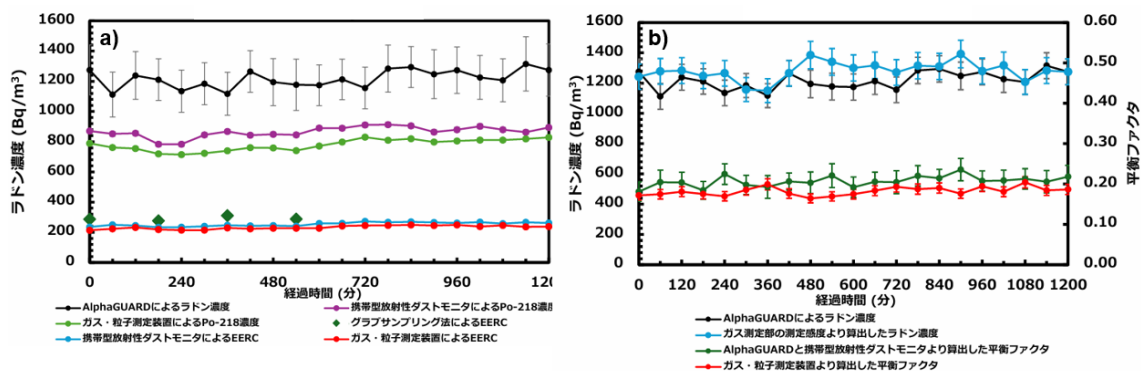 a)
1600
1400
1200
1000
800
600
400
200
0
ラドン濃度 (Bq/m³)
0 120 240 360 480 600 720 840 960 1080 1200
経過時間 (分)
AlphaGUARDによるラドン濃度
携帯型放射性ダストモニタによるPo-218濃度
ガス・粒子測定装置によるPo-218濃度
グラブサンプリング法によるEERC
携帯型放射性ダストモニタによるEERC
ガス・粒子測定装置によるEERC
b)
1600
1400
1200
1000
800
600
400
200
0
ラドン濃度 (Bq/m³)
0.60
0.50
0.40
0.30
0.20
0.10
0.00
平衡ファクタ
0 120 240 360 480 600 720 840 960 1080 1200
経過時間 (分)
AlphaGUARDによるラドン濃度
ガス測定部の測定感度より算出したラドン濃度
AlphaGUARDと携帯型放射性ダストモニタより算出した平衡ファクタ
ガス・粒子測定装置より算出した平衡ファクタ